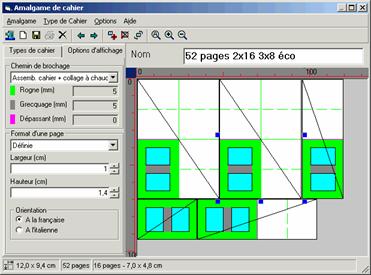 Amalgame de cahier
Amalgame Type de Cahier Options Aide
Types de cahier Options d'affichage
Nom 52 pages 2x16 3x8 éco
Chemin de brochage
Assemb. cahier + collage à chauc
Rogne (mm) 5
Grecquage (mm) 5
Dépassant (mm) 0
Format d'une page
Définie
Largeur (cm)
1
Hauteur (cm)
1,4
Orientation
A la française
A l'italienne
0 100
0
10
12,0 x 9,4 cm 52 pages 16 pages - 7,0 x 4,8 cm